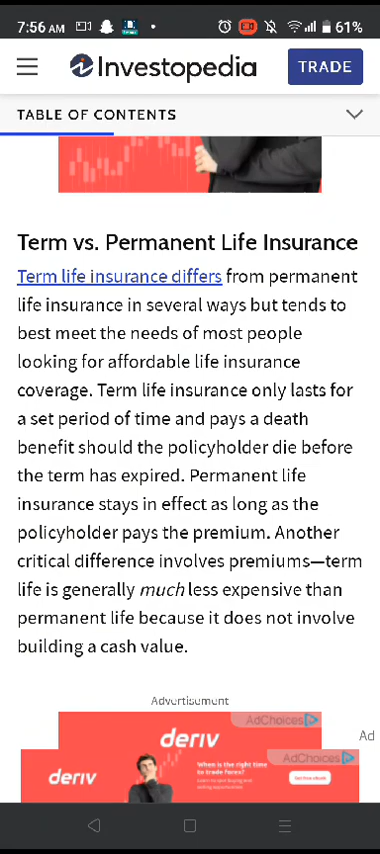 7:56 AM
61%
Investopedia
TRADE
TABLE OF CONTENTS
Term vs. Permanent Life Insurance
Term life insurance differs from permanent
life insurance in several ways but tends to
best meet the needs of most people
looking for affordable life insurance
coverage. Term life insurance only lasts for
a set period of time and pays a death
benefit should the policyholder die before
the term has expired. Permanent life
insurance stays in effect as long as the
policyholder pays the premium. Another
critical difference involves premiums—term
life is generally much less expensive than
permanent life because it does not involve
building a cash value.
Advertisement
AdChoices
deriv
Ad
AdChoices
deriv
When is the right time
to trade forex?